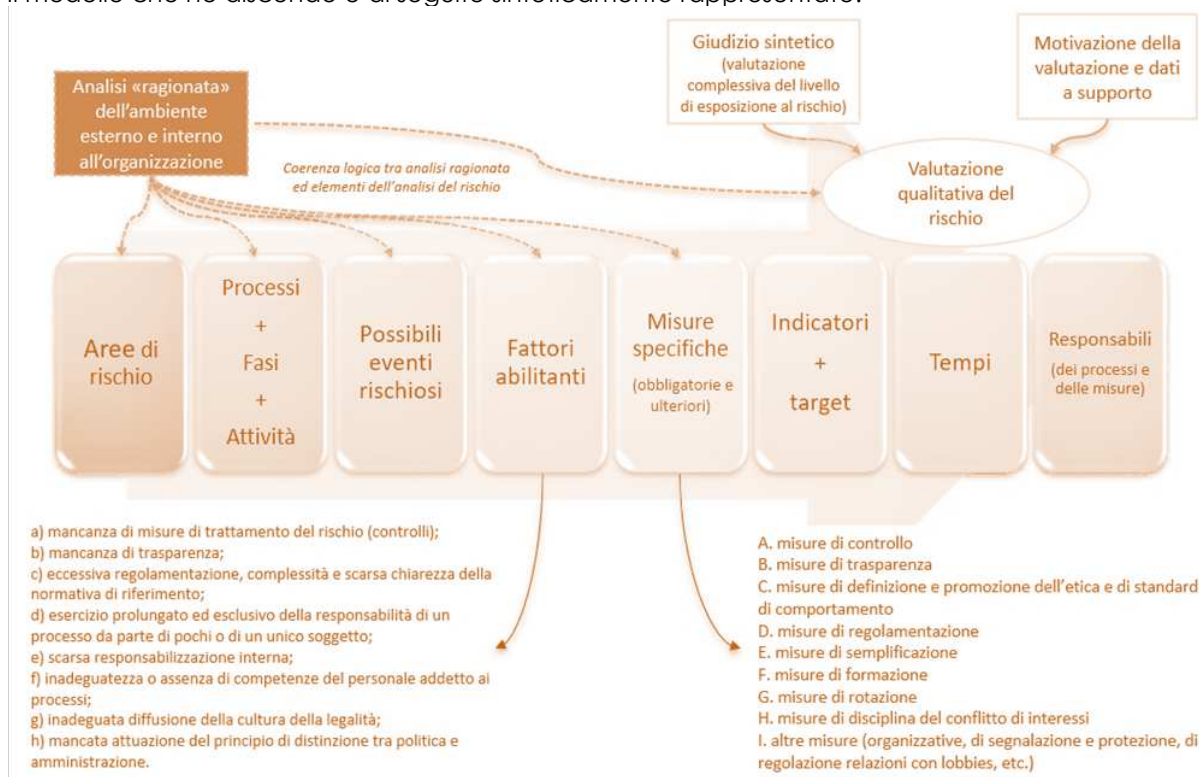 il modello che ne discende è di seguito sinteticamente rappresentato:
Analisi «ragionata»
dell'ambiente
esterno e interno
all'organizzazione
Giudizio sintetico
(valutazione
complessiva del livello
di esposizione al rischio)
Motivazione della
valutazione e dati
a supporto
Coerenza logica tra analisi ragionata
ed elementi dell'analisi del rischio
Valutazione
qualitativa del
rischio
Aree di
rischio
Processi
+
Fasi
+
Attività
Possibili
eventi
rischiosi
Fattori
abilitanti
Misure
specifiche
(obbligatorie e
ulteriori)
Indicatori
+
target
Tempi
Responsabili
(dei processi e
delle misure)
a) mancanza di misure di trattamento del rischio (controlli);
b) mancanza di trasparenza;
c) eccessiva regolamentazione, complessità e scarsa chiarezza della
normativa di riferimento;
d) esercizio prolungato ed esclusivo della responsabilità di un
processo da parte di pochi o di un unico soggetto;
e) scarsa responsabilizzazione interna;
f) inadeguatezza o assenza di competenze del personale addetto ai
processi;
g) inadeguata diffusione della cultura della legalità;
h) mancata attuazione del principio di distinzione tra politica e
amministrazione.
A. misure di controllo
B. misure di trasparenza
C. misure di definizione e promozione dell'etica e di standard
di comportamento
D. misure di regolamentazione
E. misure di semplificazione
F. misure di formazione
G. misure di rotazione
H. misure di disciplina del conflitto di interessi
I. altre misure (organizzative, di segnalazione e protezione, di
regolazione relazioni con lobbies, etc.)